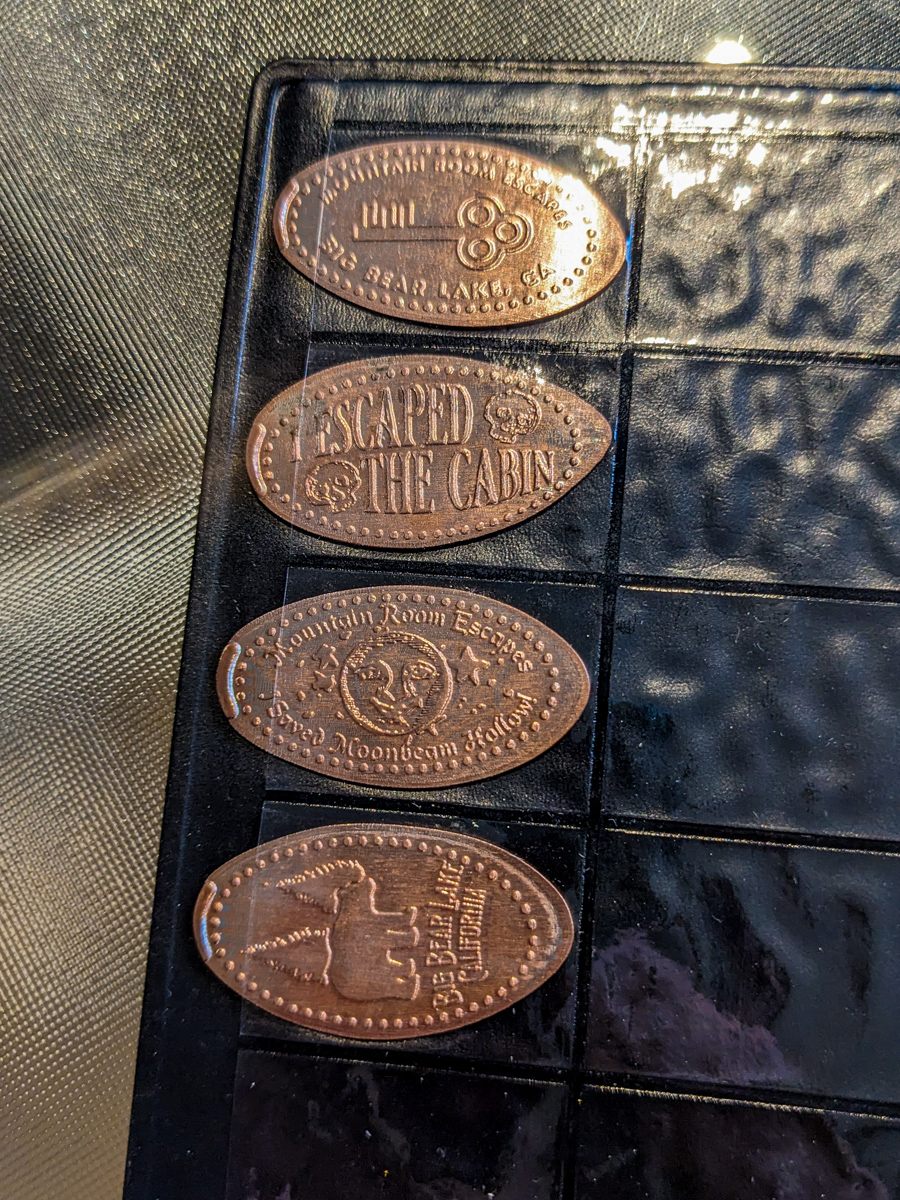 MOUNTAIN ROOM ESCAPES
BIG BEAR LAKE, CA
I ESCAPED
THE CABIN
Mountain Room Escapes
I Saved Moonbeam Hollow!
BIG BEAR LAKE
CALIFORNIA